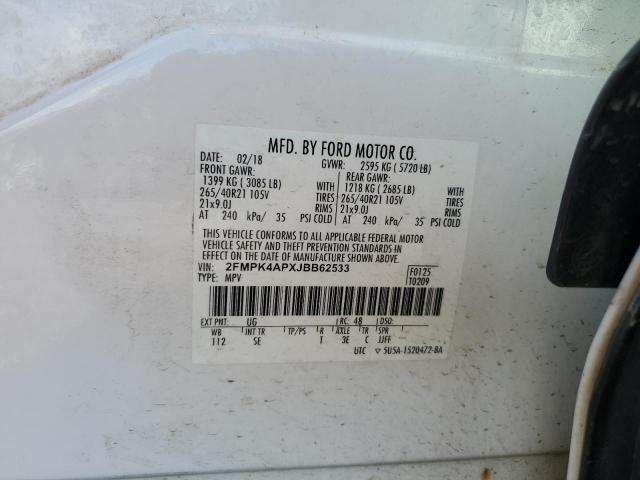 MFD. BY FORD MOTOR CO.
DATE: 02/18 GVWR: 2595 KG ( 5720 LB)
FRONT GAWR: REAR GAWR:
1399 KG ( 3085 LB) WITH 1218 KG ( 2685 LB) WITH
265/40R21 105V TIRES 265/40R21 105V TIRES
21x9.0J RIMS 21x9.0J RIMS
AT 240 kPa/ 35 PSI COLD AT 240 kPa/ 35 PSI COLD
THIS VEHICLE CONFORMS TO ALL APPLICABLE FEDERAL MOTOR
VEHICLE SAFETY AND THEFT PREVENTION STANDARDS IN EFFECT ON THE
DATE OF MANUFACTURE SHOWN ABOVE.
VIN: 2FMPK4APXJBB62533 F0125
TYPE: MPV T0209
EXT PNT: UG RC: 48 DSO:
WB INT TR TP/PS R AXLE TR SPR
112 SE T 3E C JJFF
UTC ▽ 5U5A-1520472-BA